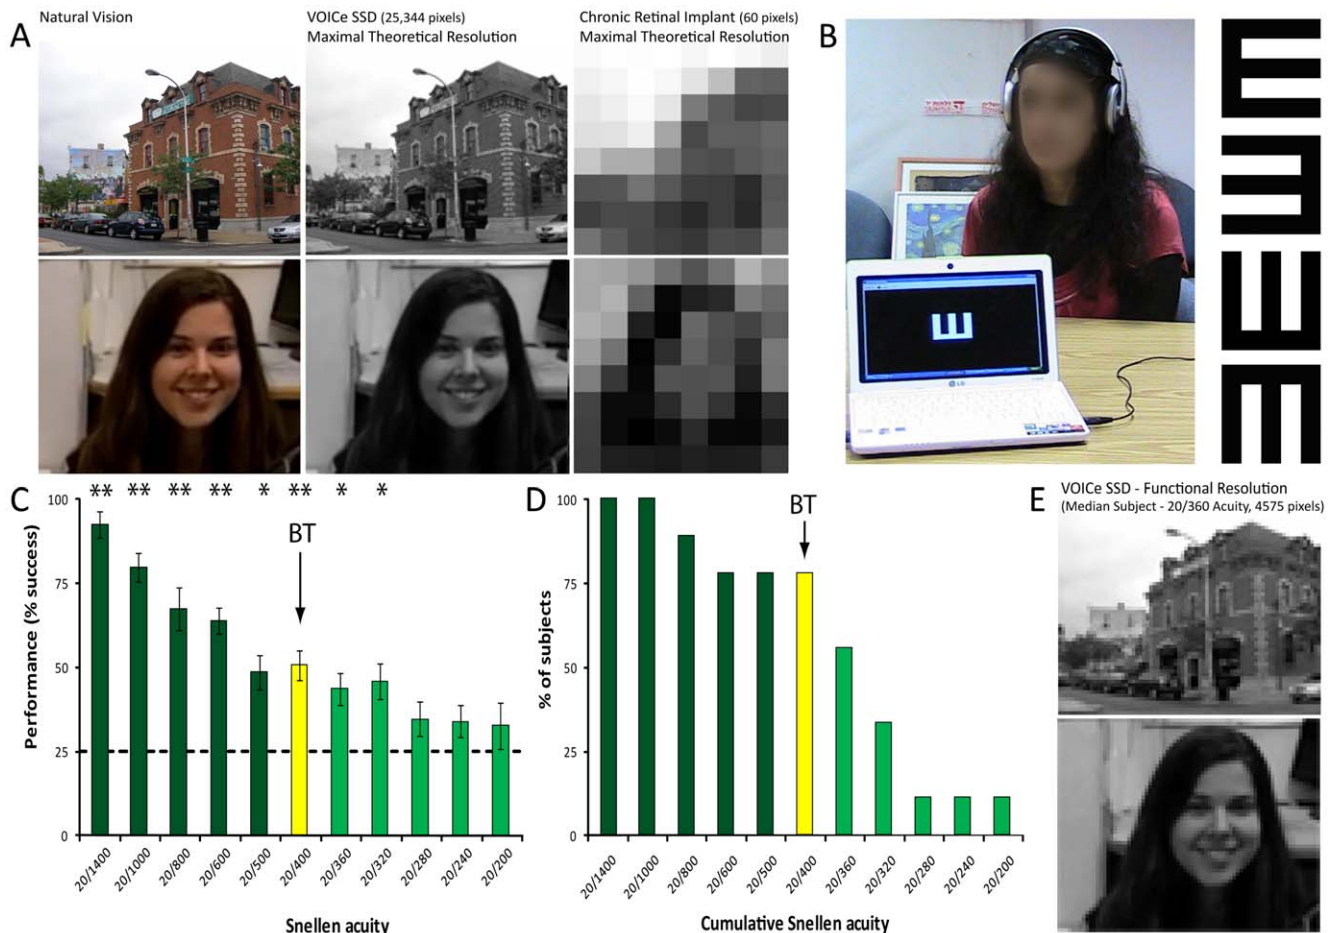 A
Natural Vision
VOICe SSD (25,344 pixels)
Maximal Theoretical Resolution
Chronic Retinal Implant (60 pixels)
Maximal Theoretical Resolution
B
LG
C
** ** ** ** * ** * *
BT
Performance (% success)
100
75
50
25
0
20/1400 20/1000 20/800 20/600 20/500 20/400 20/360 20/320 20/280 20/240 20/200
Snellen acuity
D
BT
% of subjects
100
75
50
25
0
20/1400 20/1000 20/800 20/600 20/500 20/400 20/360 20/320 20/280 20/240 20/200
Cumulative Snellen acuity
E
VOICe SSD - Functional Resolution
(Median Subject - 20/360 Acuity, 4575 pixels)